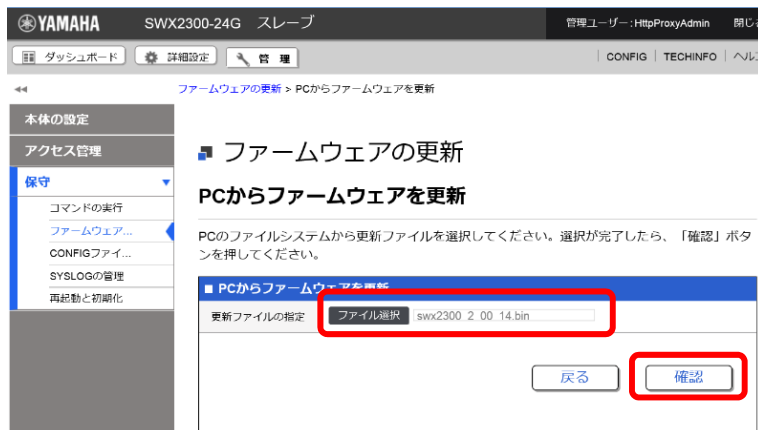 YAMAHA SWX2300-24G スレーブ 管理ユーザー:HttpProxyAdmin
ダッシュボード 詳細設定 管 理 CONFIG TECHINFO
ファームウェアの更新 > PCからファームウェアを更新
本体の設定
アクセス管理
保守
コマンドの実行
ファームウェア...
CONFIGファイ...
SYSLOGの管理
再起動と初期化
ファームウェアの更新
PCからファームウェアを更新
PCのファイルシステムから更新ファイルを選択してください。選択が完了したら、「確認」ボタ
ンを押してください。
PCからファームウェアを更新
更新ファイルの指定 ファイル選択 swx2300_2_00_14.bin
戻る 確認